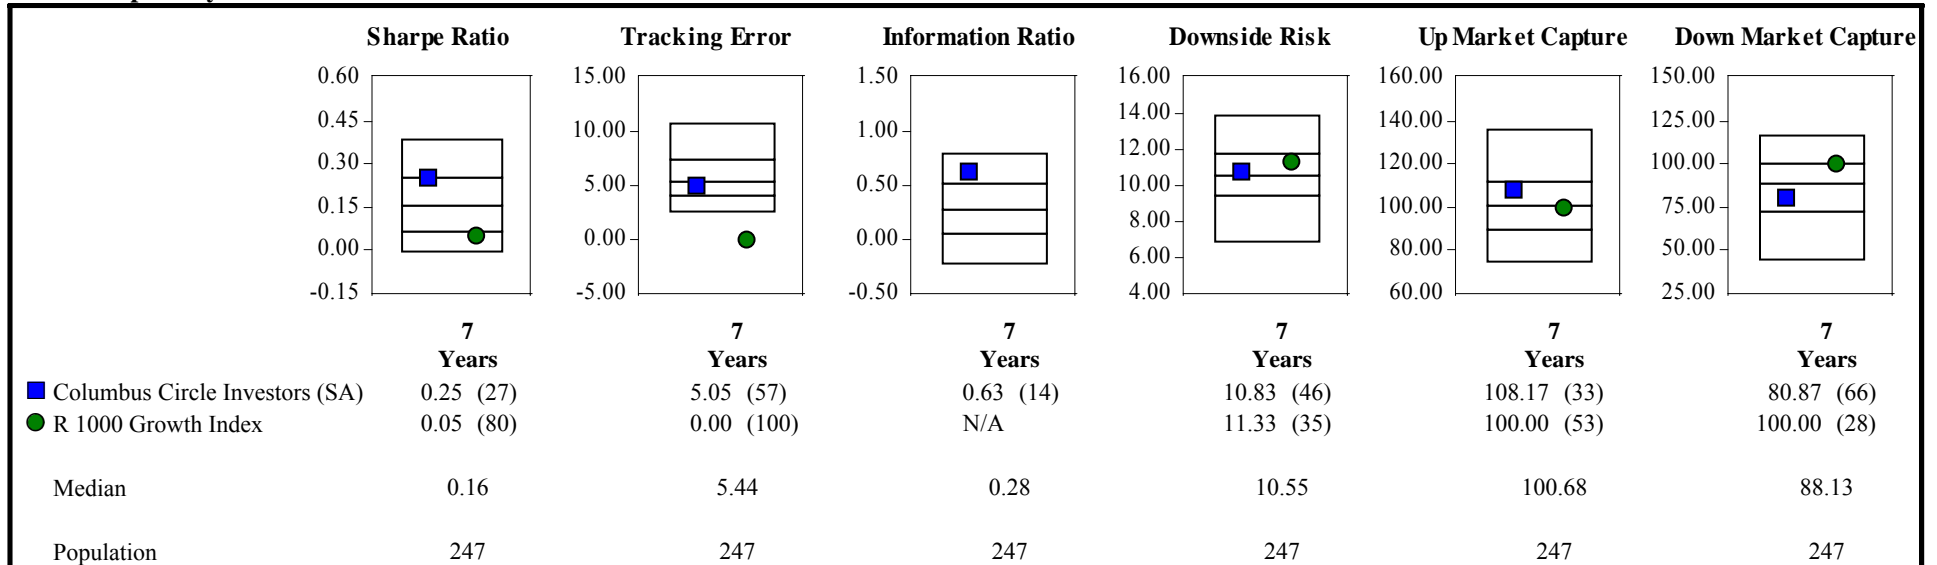 Sharpe Ratio Tracking Error Information Ratio Downside Risk Up Market Capture Down Market Capture
0.60 15.00 1.50 16.00 160.00 150.00
14.00
0.45 140.00 125.00
10.00 1.00
12.00
0.30 120.00 100.00
5.00 0.50 10.00
0.15 100.00 75.00
8.00
0.00 0.00 0.00 80.00 50.00
6.00
-0.15 -5.00 -0.50 4.00 60.00 25.00
7 7 7 7 7 7
Years Years Years Years Years Years
Columbus Circle Investors (SA) 0.25 (27) 5.05 (57) 0.63 (14) 10.83 (46) 108.17 (33) 80.87 (66)
R 1000 Growth Index 0.05 (80) 0.00 (100) N/A 11.33 (35) 100.00 (53) 100.00 (28)
Median 0.16 5.44 0.28 10.55 100.68 88.13
Population 247 247 247 247 247 247